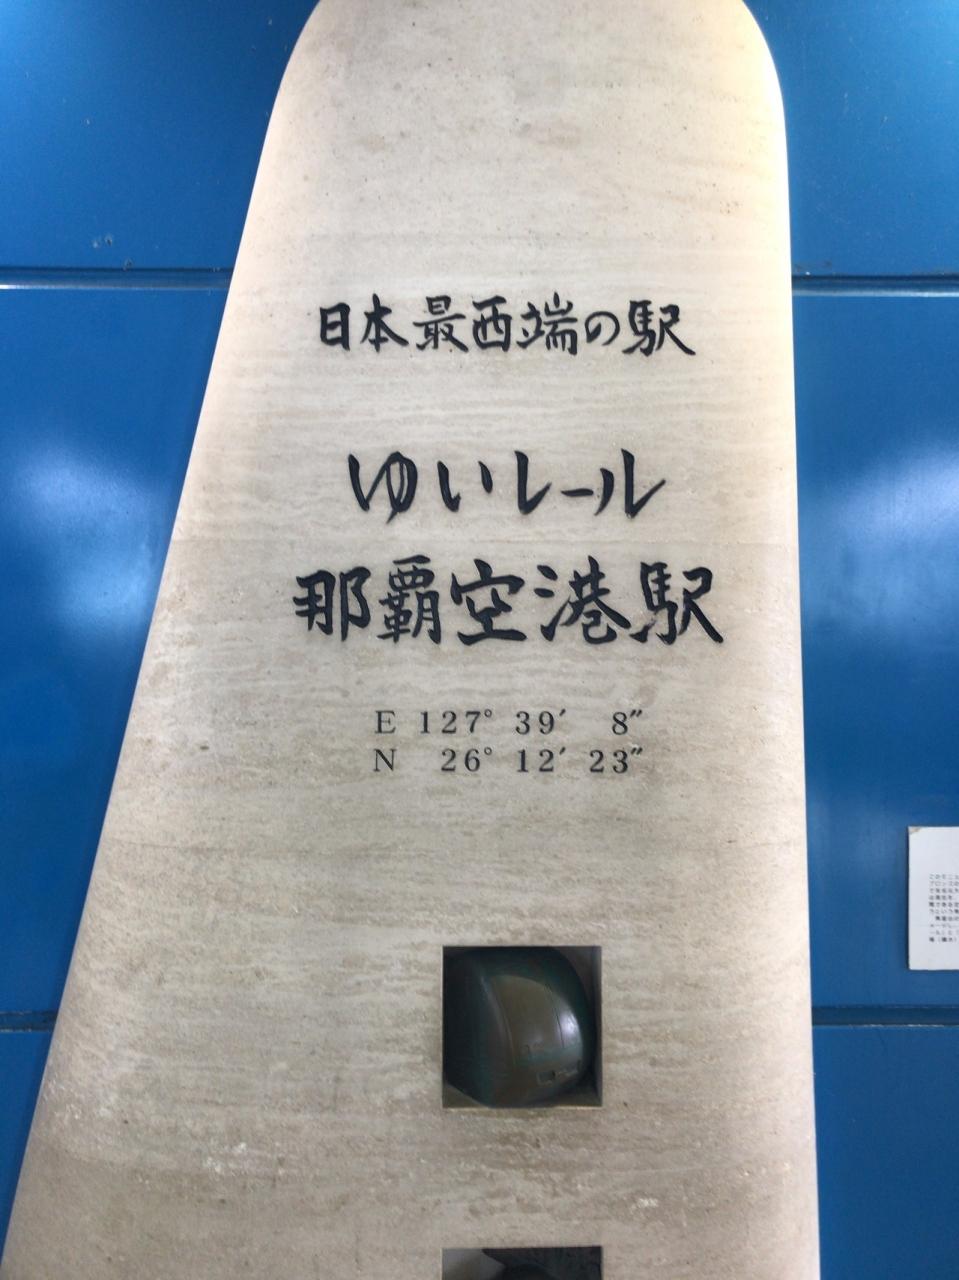 日本最西端の駅
ゆいレール
那覇空港駅
E 127° 39′ 8″
N 26° 12′ 23″